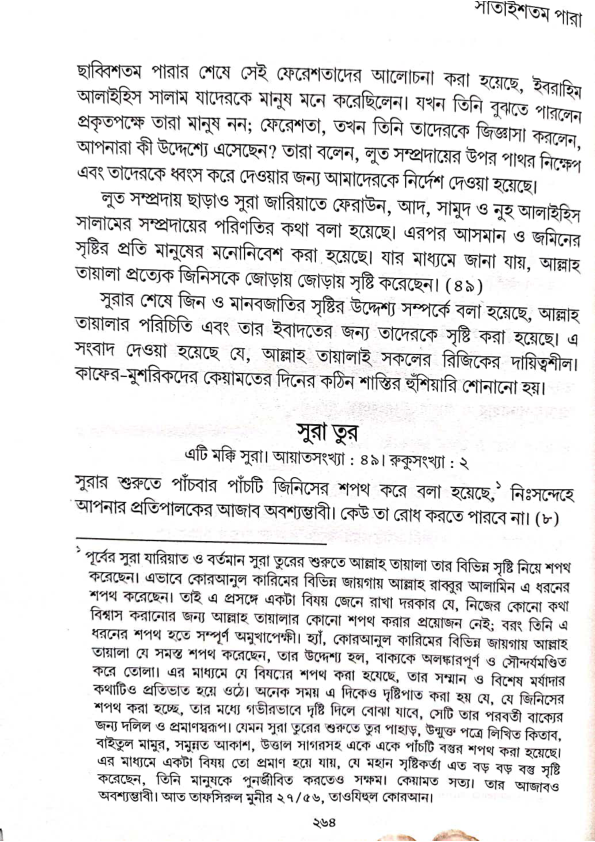 সাতাইশতম পারা
ছাব্বিশতম পারার শেষে সেই ফেরেশতাদের আলোচনা করা হয়েছে, ইবরাহিম
আলাইহিস সালাম যাদেরকে মানুষ মনে করেছিলেন। যখন তিনি বুঝতে পারলেন
প্রকৃতপক্ষে তারা মানুষ নন; ফেরেশতা, তখন তিনি তাদেরকে জিজ্ঞাসা করলেন,
আপনারা কী উদ্দেশ্যে এসেছেন? তারা বলেন, লুত সম্প্রদায়ের উপর পাথর নিক্ষেপ
এবং তাদেরকে ধ্বংস করে দেওয়ার জন্য আমাদেরকে নির্দেশ দেওয়া হয়েছে।
লুত সম্প্রদায় ছাড়াও সুরা জারিয়াতে ফেরাউন, আদ, সামুদ ও নুহ আলাইহিস
সালামের সম্প্রদায়ের পরিণতির কথা বলা হয়েছে। এরপর আসমান ও জমিনের
সৃষ্টির প্রতি মানুষের মনোনিবেশ করা হয়েছে। যার মাধ্যমে জানা যায়, আল্লাহ
তায়ালা প্রত্যেক জিনিসকে জোড়ায় জোড়ায় সৃষ্টি করেছেন। (৪৯)
সুরার শেষে জিন ও মানবজাতির সৃষ্টির উদ্দেশ্য সম্পর্কে বলা হয়েছে, আল্লাহ
তায়ালার পরিচিতি এবং তার ইবাদতের জন্য তাদেরকে সৃষ্টি করা হয়েছে। এ
সংবাদ দেওয়া হয়েছে যে, আল্লাহ তায়ালাই সকলের রিজিকের দায়িত্বশীল।
কাফের-মুশরিকদের কেয়ামতের দিনের কঠিন শাস্তির হুঁশিয়ারি শোনানো হয়।
সুরা তুর
এটি মক্কি সুরা। আয়াতসংখ্যা : ৪৯। রুকুসংখ্যা : ২
সুরার শুরুতে পাঁচবার পাঁচটি জিনিসের শপথ করে বলা হয়েছে,<sup>১</sup> নিঃসন্দেহে
আপনার প্রতিপালকের আজাব অবশ্যম্ভাবী। কেউ তা রোধ করতে পারবে না। (৮)
<sup>১</sup> পূর্বের সুরা যারিয়াত ও বর্তমান সুরা তুরের শুরুতে আল্লাহ তায়ালা তার বিভিন্ন সৃষ্টি নিয়ে শপথ
করেছেন। এভাবে কোরআনুল কারিমের বিভিন্ন জায়গায় আল্লাহ রাব্বুর আলামিন এ ধরনের
শপথ করেছেন। তাই এ প্রসঙ্গে একটা বিষয় জেনে রাখা দরকার যে, নিজের কোনো কথা
বিশ্বাস করানোর জন্য আল্লাহ তায়ালার কোনো শপথ করার প্রয়োজন নেই; বরং তিনি এ
ধরনের শপথ হতে সম্পূর্ণ অমুখাপেক্ষী। হ্যাঁ, কোরআনুল কারিমের বিভিন্ন জায়গায় আল্লাহ
তায়ালা যে সমস্ত শপথ করেছেন, তার উদ্দেশ্য হল, বাক্যকে অলঙ্কারপূর্ণ ও সৌন্দর্যমণ্ডিত
করে তোলা। এর মাধ্যমে যে বিষয়ের শপথ করা হয়েছে, তার সম্মান ও বিশেষ মর্যাদার
কথাটিও প্রতিভাত হয়ে ওঠে। অনেক সময় এ দিকেও দৃষ্টিপাত করা হয় যে, যে জিনিসের
শপথ করা হচ্ছে, তার মধ্যে গভীরভাবে দৃষ্টি দিলে বোঝা যাবে, সেটি তার পরবর্তী বাক্যের
জন্য দলিল ও প্রমাণস্বরূপ। যেমন সুরা তুরের শুরুতে তুর পাহাড়, উন্মুক্ত পত্রে লিখিত কিতাব,
বাইতুল মামুর, সমুন্নত আকাশ, উত্তাল সাগরসহ একে একে পাঁচটি বস্তুর শপথ করা হয়েছে।
এর মাধ্যমে একটা বিষয় তো প্রমাণ হয়ে যায়, যে মহান সৃষ্টিকর্তা এত বড় বড় বস্তু সৃষ্টি
করেছেন, তিনি মানুষকে পুনর্জীবিত করতেও সক্ষম। কেয়ামত সত্য। তার আজাবও
অবশ্যম্ভাবী। আত তাফসিরুল মুনীর ২৭/৫৬, তাওযিহুল কোরআন।
২৬৪